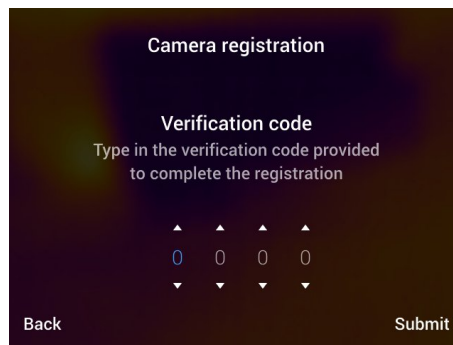 Camera registration
Verification code
Type in the verification code provided
to complete the registration
0 0 0 0
Back Submit